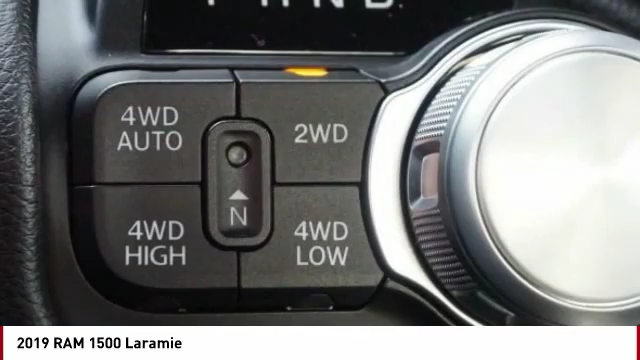 P R N D
4WD
AUTO
2WD
N
4WD
HIGH
4WD
LOW
2019 RAM 1500 Laramie